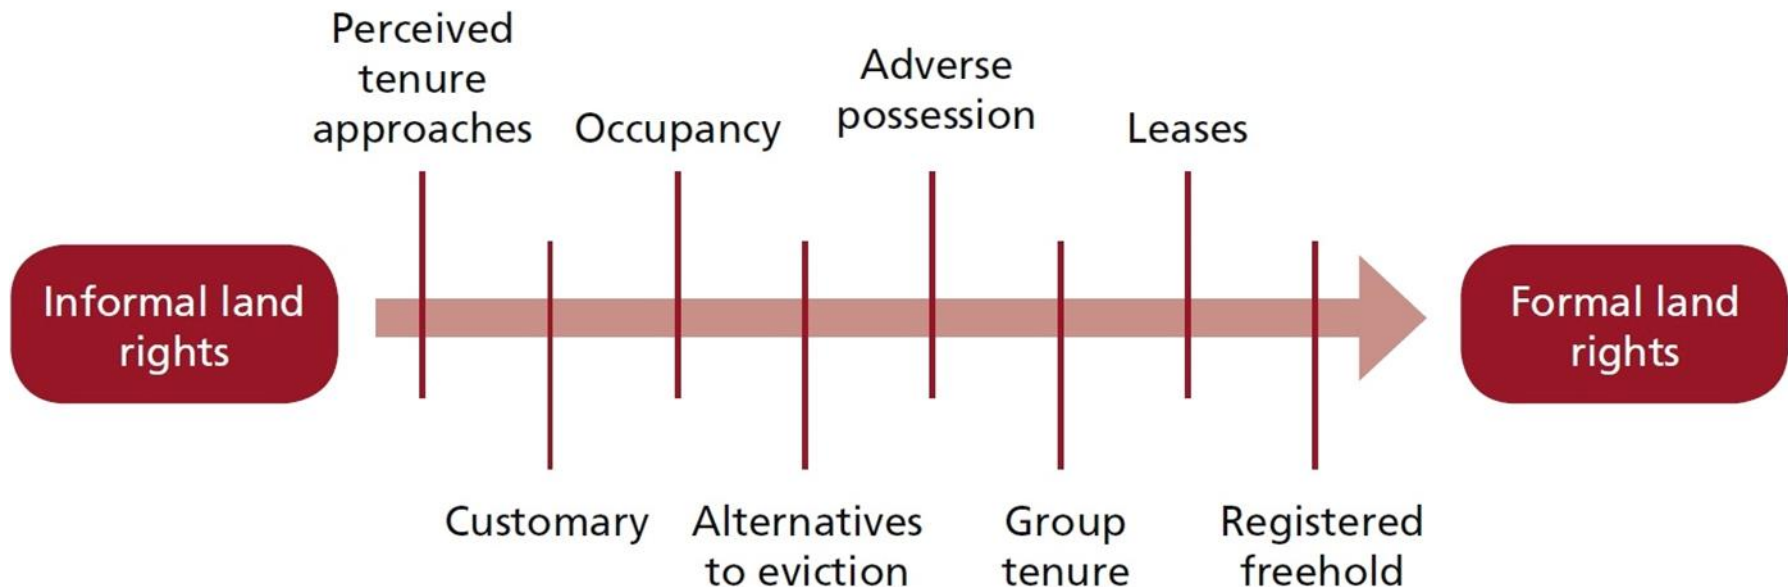 Perceived
tenure
approaches
Occupancy
Adverse
possession
Leases
Informal land
rights
Formal land
rights
Customary
Alternatives
to eviction
Group
tenure
Registered
freehold